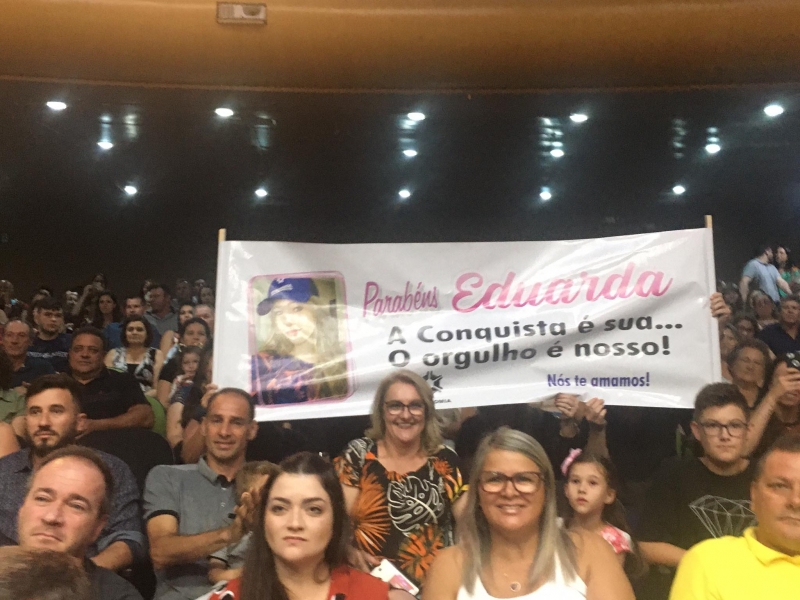 Parabéns Eduarda
A Conquista é sua...
O orgulho é nosso!
Nós te amamos!